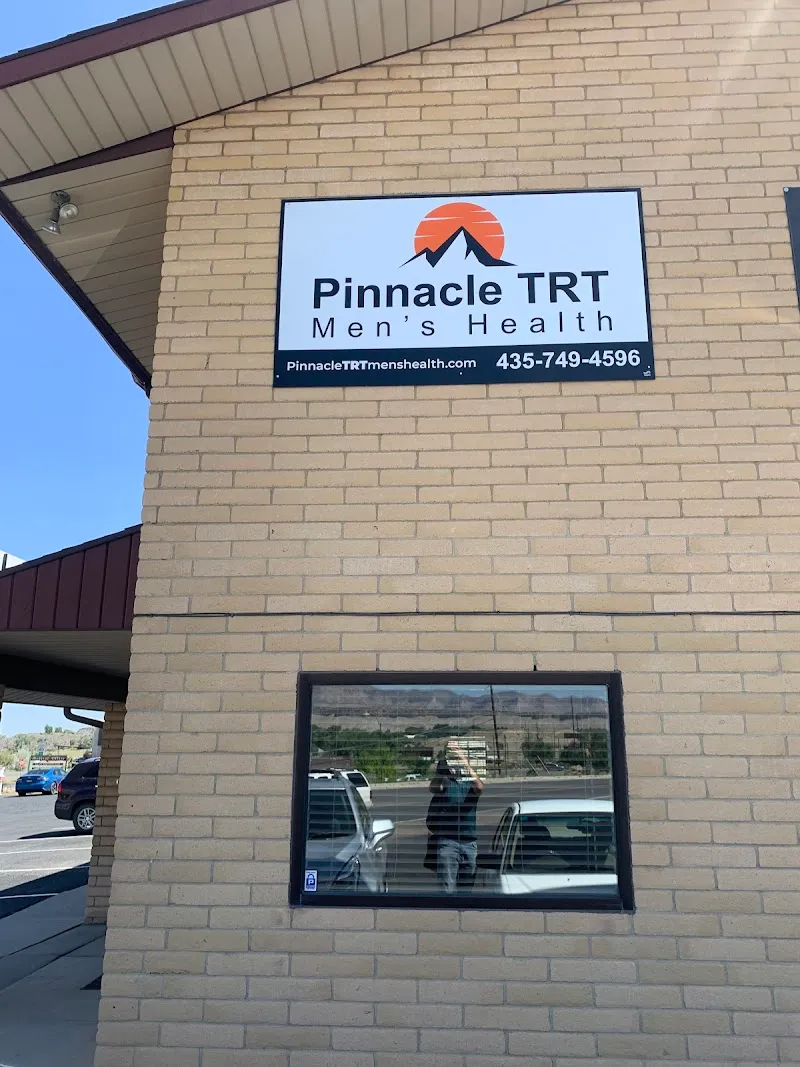 Pinnacle TRT
Men's Health
PinnacleTRTmenshealth.com 435-749-4596
P